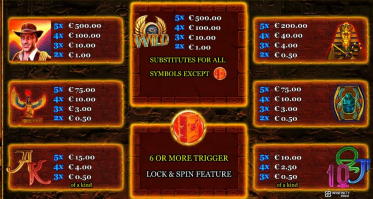 5X €500.00
4X €100.00
3X €10.00
2X €1.00
WILD
5X €500.00
4X €100.00
3X €10.00
2X €1.00
SUBSTITUTES FOR ALL
SYMBOLS EXCEPT
5X €200.00
4X €40.00
3X €4.00
2X €0.50
5X €75.00
4X €10.00
3X €3.00
2X €0.50
5X €75.00
4X €10.00
3X €3.00
2X €0.50
6 OR MORE TRIGGER
LOCK & SPIN FEATURE
A K
5X €15.00
4X €4.00
3X €0.50
of a kind
5X €10.00
4X €2.50
3X €0.50
of a kind
Q J
10